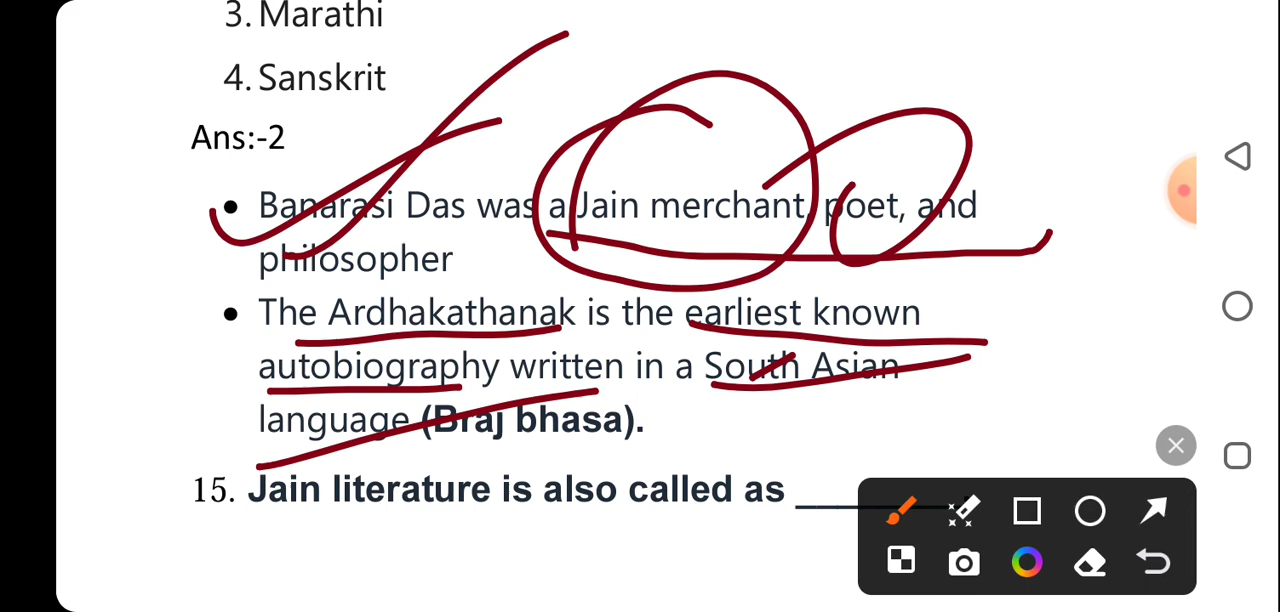 3. Marathi
4. Sanskrit
Ans:-2
• Banarasi Das was a Jain merchant, poet, and
philosopher
• The Ardhakathanak is the earliest known
autobiography written in a South Asian
language (Braj bhasa).
15. Jain literature is also called as ________